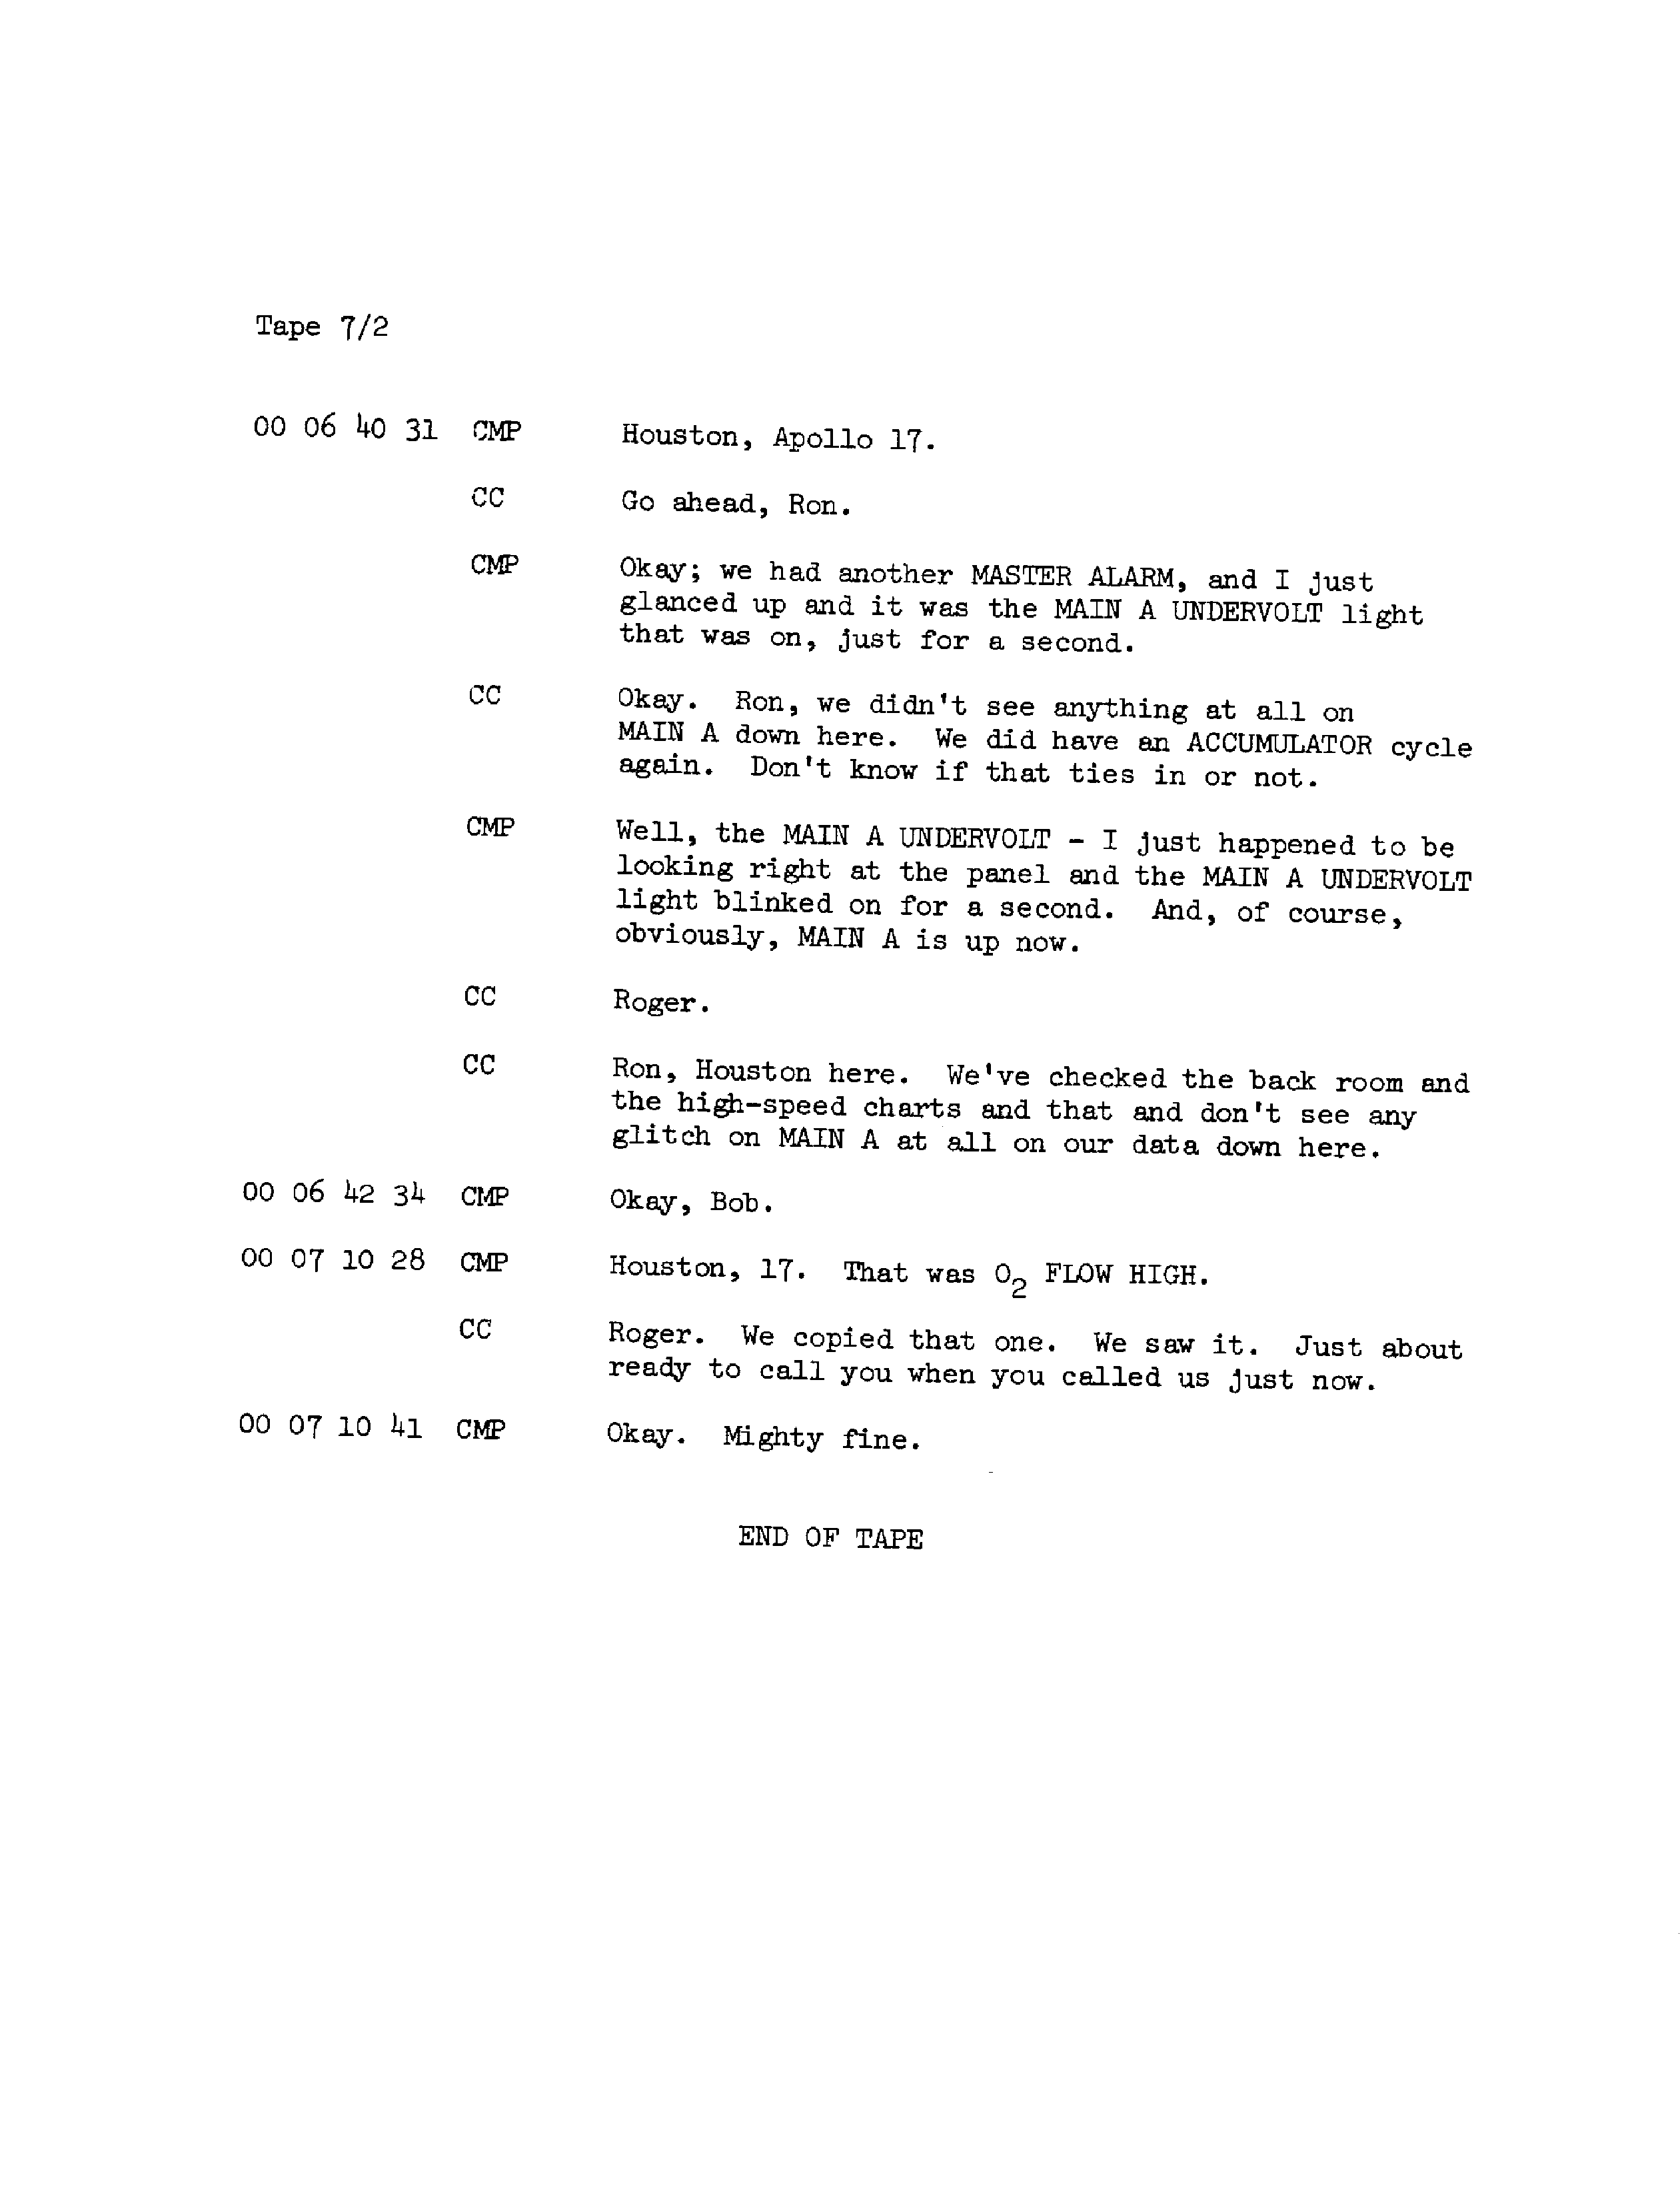 Tape 7/2
00 06 40 31 CMP Houston, Apollo 17.
CC Go ahead, Ron.
CMP Okay; we had another MASTER ALARM, and I just
glanced up and it was the MAIN A UNDERVOLT light
that was on, just for a second.
CC Okay. Ron, we didn't see anything at all on
MAIN A down here. We did have an ACCUMULATOR cycle
again. Don't know if that ties in or not.
CMP Well, the MAIN A UNDERVOLT - I just happened to be
looking right at the panel and the MAIN A UNDERVOLT
light blinked on for a second. And, of course,
obviously, MAIN A is up now.
CC Roger.
CC Ron, Houston here. We've checked the back room and
the high-speed charts and that and don't see any
glitch on MAIN A at all on our data down here.
00 06 42 34 CMP Okay, Bob.
00 07 10 28 CMP Houston, 17. That was O₂ FLOW HIGH.
CC Roger. We copied that one. We saw it. Just about
ready to call you when you called us just now.
00 07 10 41 CMP Okay. Mighty fine.
END OF TAPE